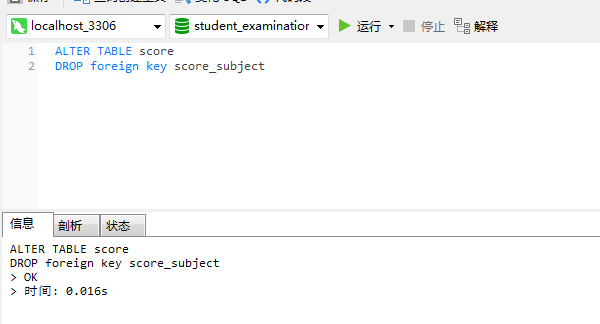 localhost_3306 student_examination 运行 停止 解释
1 ALTER TABLE score
2 DROP foreign key score_subject
信息 剖析 状态
ALTER TABLE score
DROP foreign key score_subject
> OK
> 时间: 0.016s